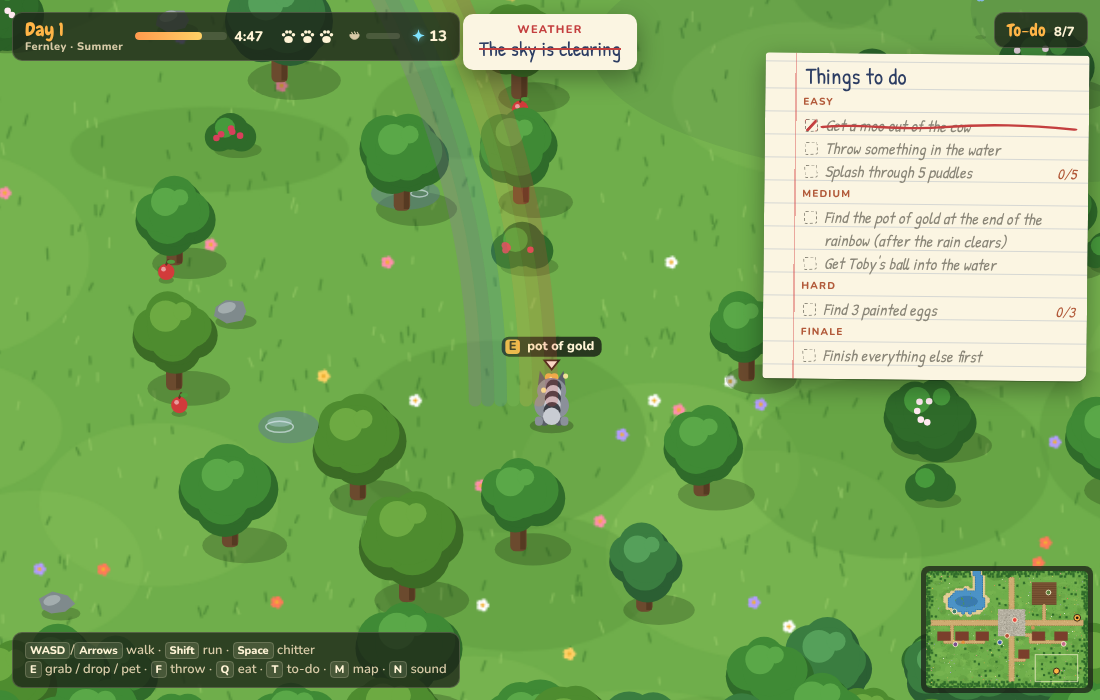 Day 1
Fernley · Summer
4:47
13
WEATHER
The sky is clearing
To-do 8/7
Things to do
EASY
Get a moo out of the cow
Throw something in the water
Splash through 5 puddles 0/5
MEDIUM
Find the pot of gold at the end of the
rainbow (after the rain clears)
Get Toby's ball into the water
HARD
Find 3 painted eggs 0/3
FINALE
Finish everything else first
E pot of gold
WASD/Arrows walk · Shift run · Space chitter
E grab / drop / pet · F throw · Q eat · T to-do · M map · N sound